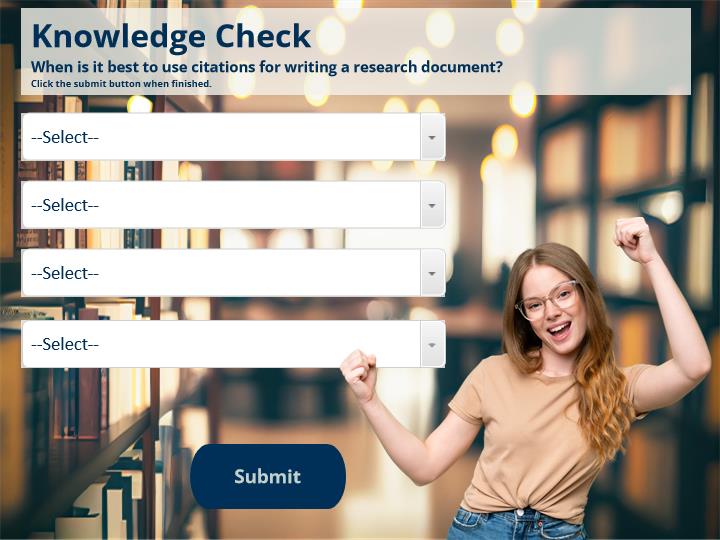 Knowledge Check
When is it best to use citations for writing a research document?
Click the submit button when finished.
--Select--
--Select--
--Select--
--Select--
Submit